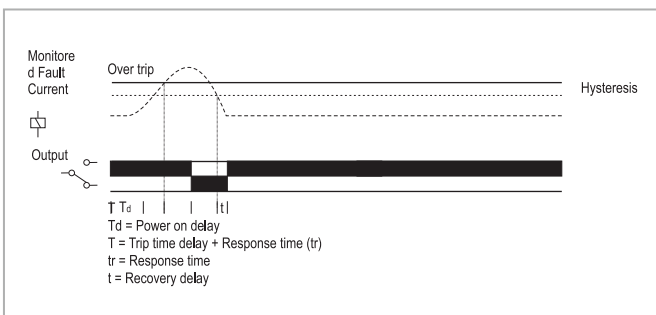 Monitore
d Fault
Current
Over trip
Hysteresis
Output
T Td t
Td = Power on delay
T = Trip time delay + Response time (tr)
tr = Response time
t = Recovery delay